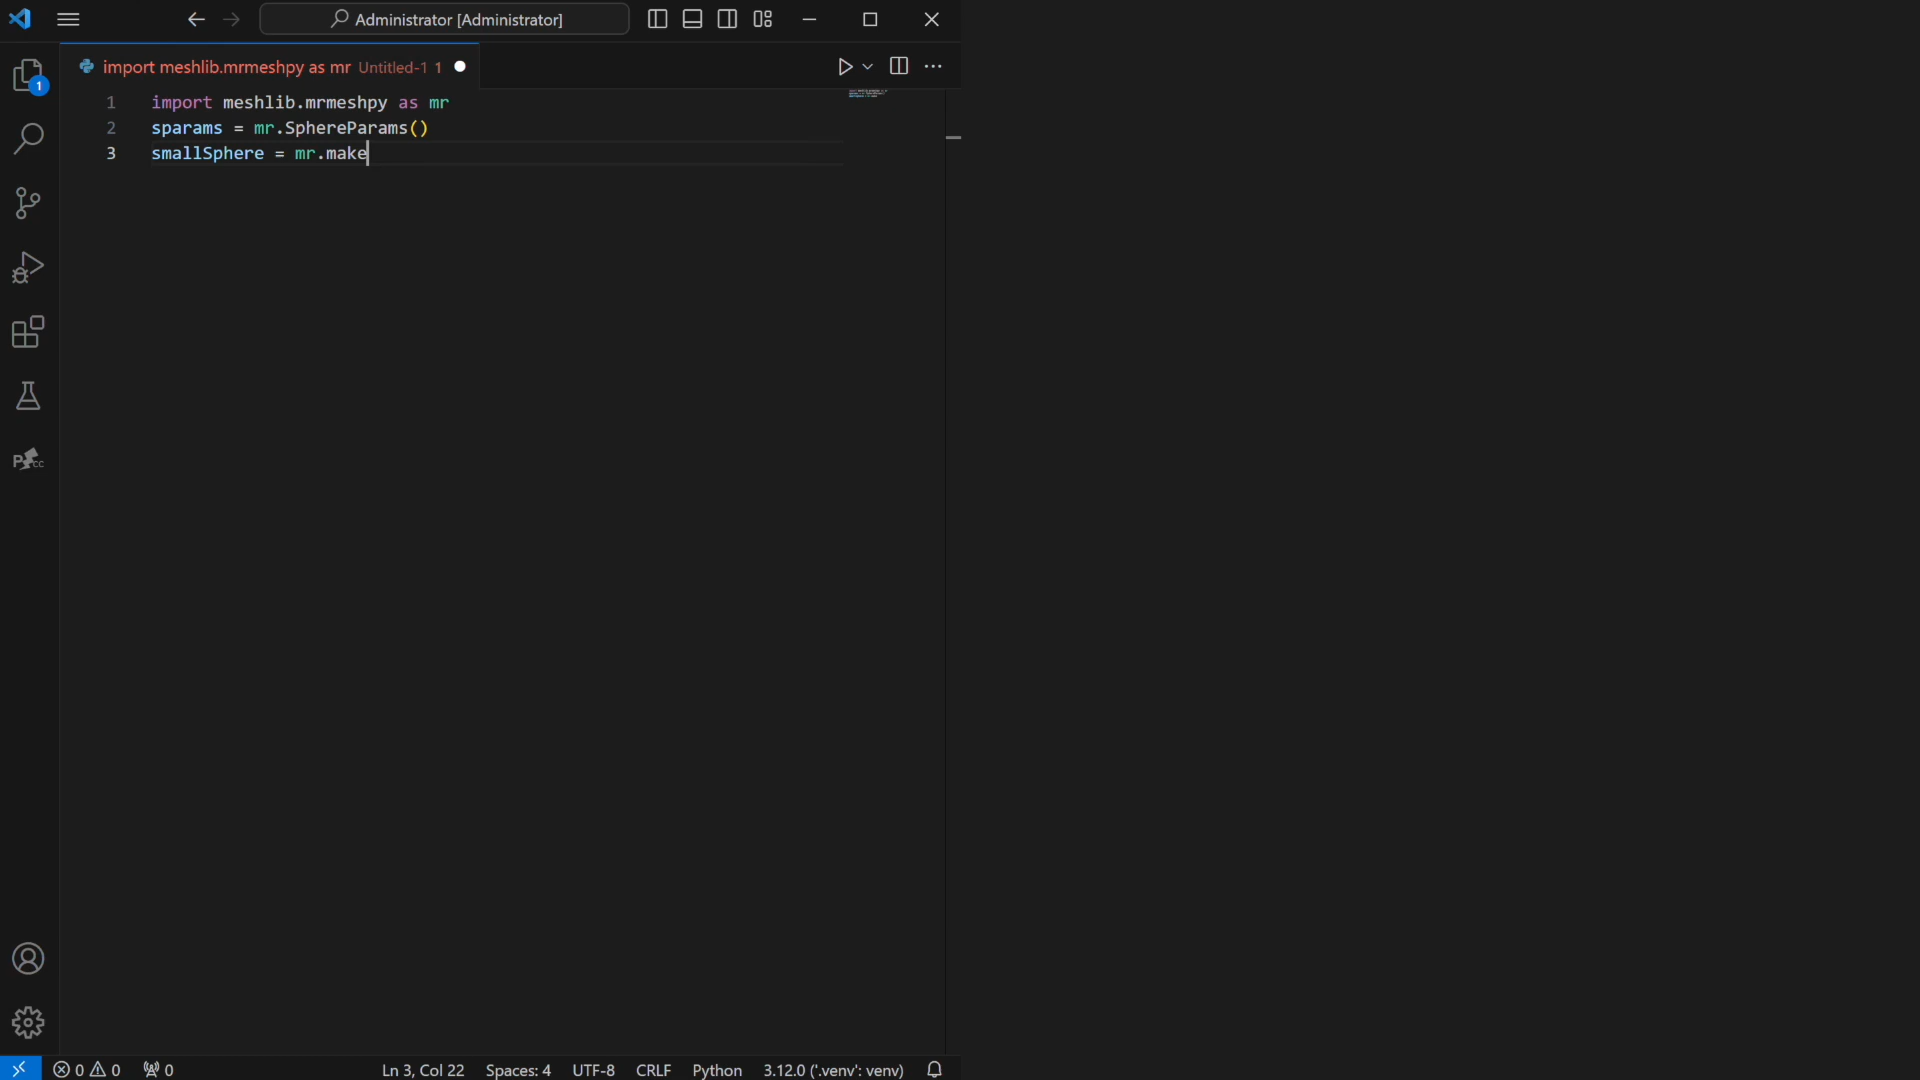 Administrator [Administrator]
import meshlib.mrmeshpy as mr Untitled-1 1
1
1 import meshlib.mrmeshpy as mr
2 sparams = mr.SphereParams()
3 smallSphere = mr.make
P CC
0 0 0 Ln 3, Col 22 Spaces: 4 UTF-8 CRLF Python 3.12.0 ('.venv': venv)